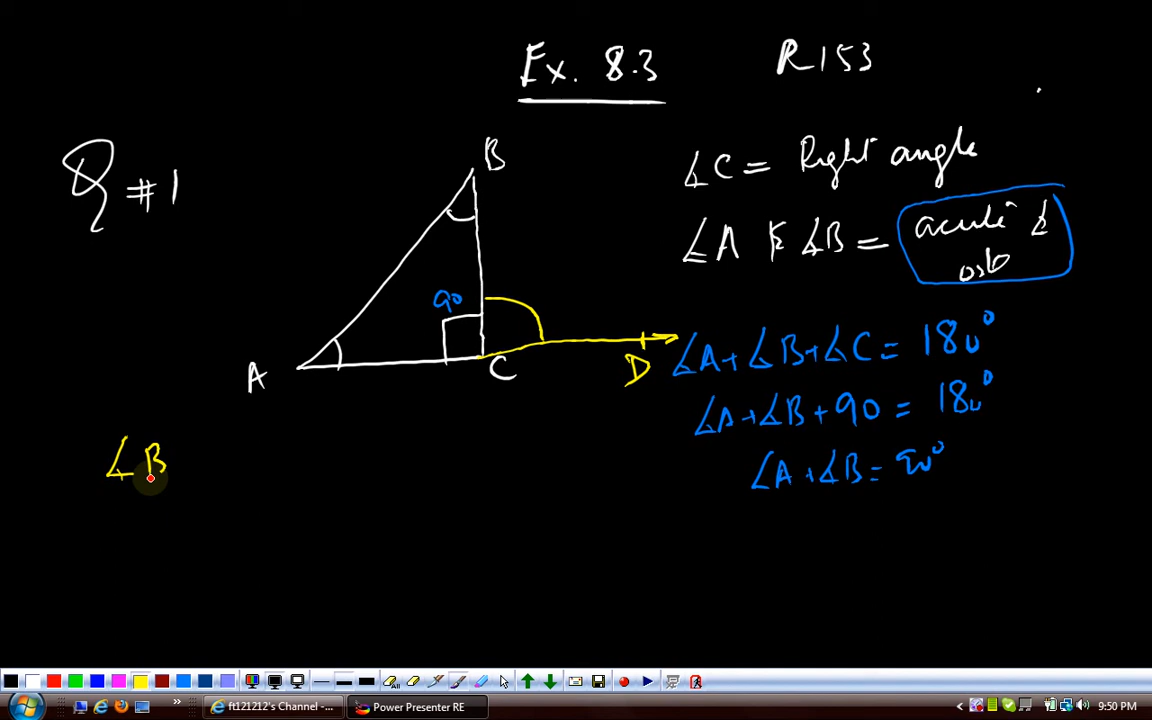 Ex. 8.3 R153
Q #1
∡C = Right angle
∡A & ∡B = acute ∡
B
90
A
C
D
∡A + ∡B + ∡C = 180°
∡A + ∡B + 90 = 180°
∡A + ∡B = 90°
∡B
ft121212's Channel - ...
Power Presenter RE
9:50 PM